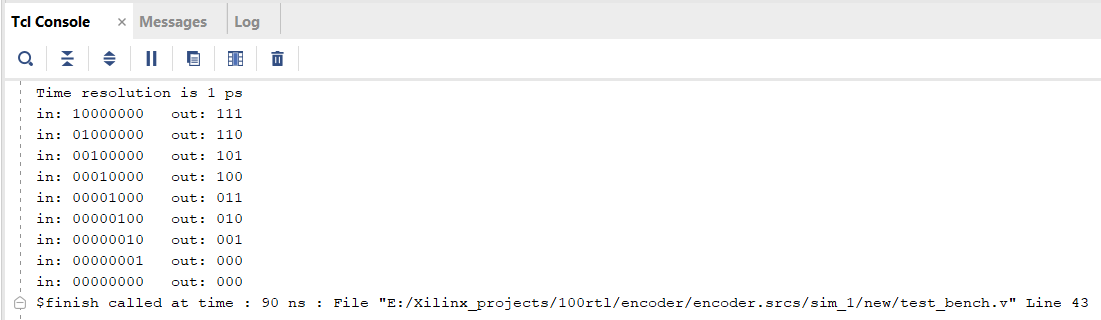 Tcl Console × Messages Log
Time resolution is 1 ps
in: 10000000   out: 111
in: 01000000   out: 110
in: 00100000   out: 101
in: 00010000   out: 100
in: 00001000   out: 011
in: 00000100   out: 010
in: 00000010   out: 001
in: 00000001   out: 000
in: 00000000   out: 000
$finish called at time : 90 ns : File "E:/Xilinx_projects/100rtl/encoder/encoder.srcs/sim_1/new/test_bench.v" Line 43